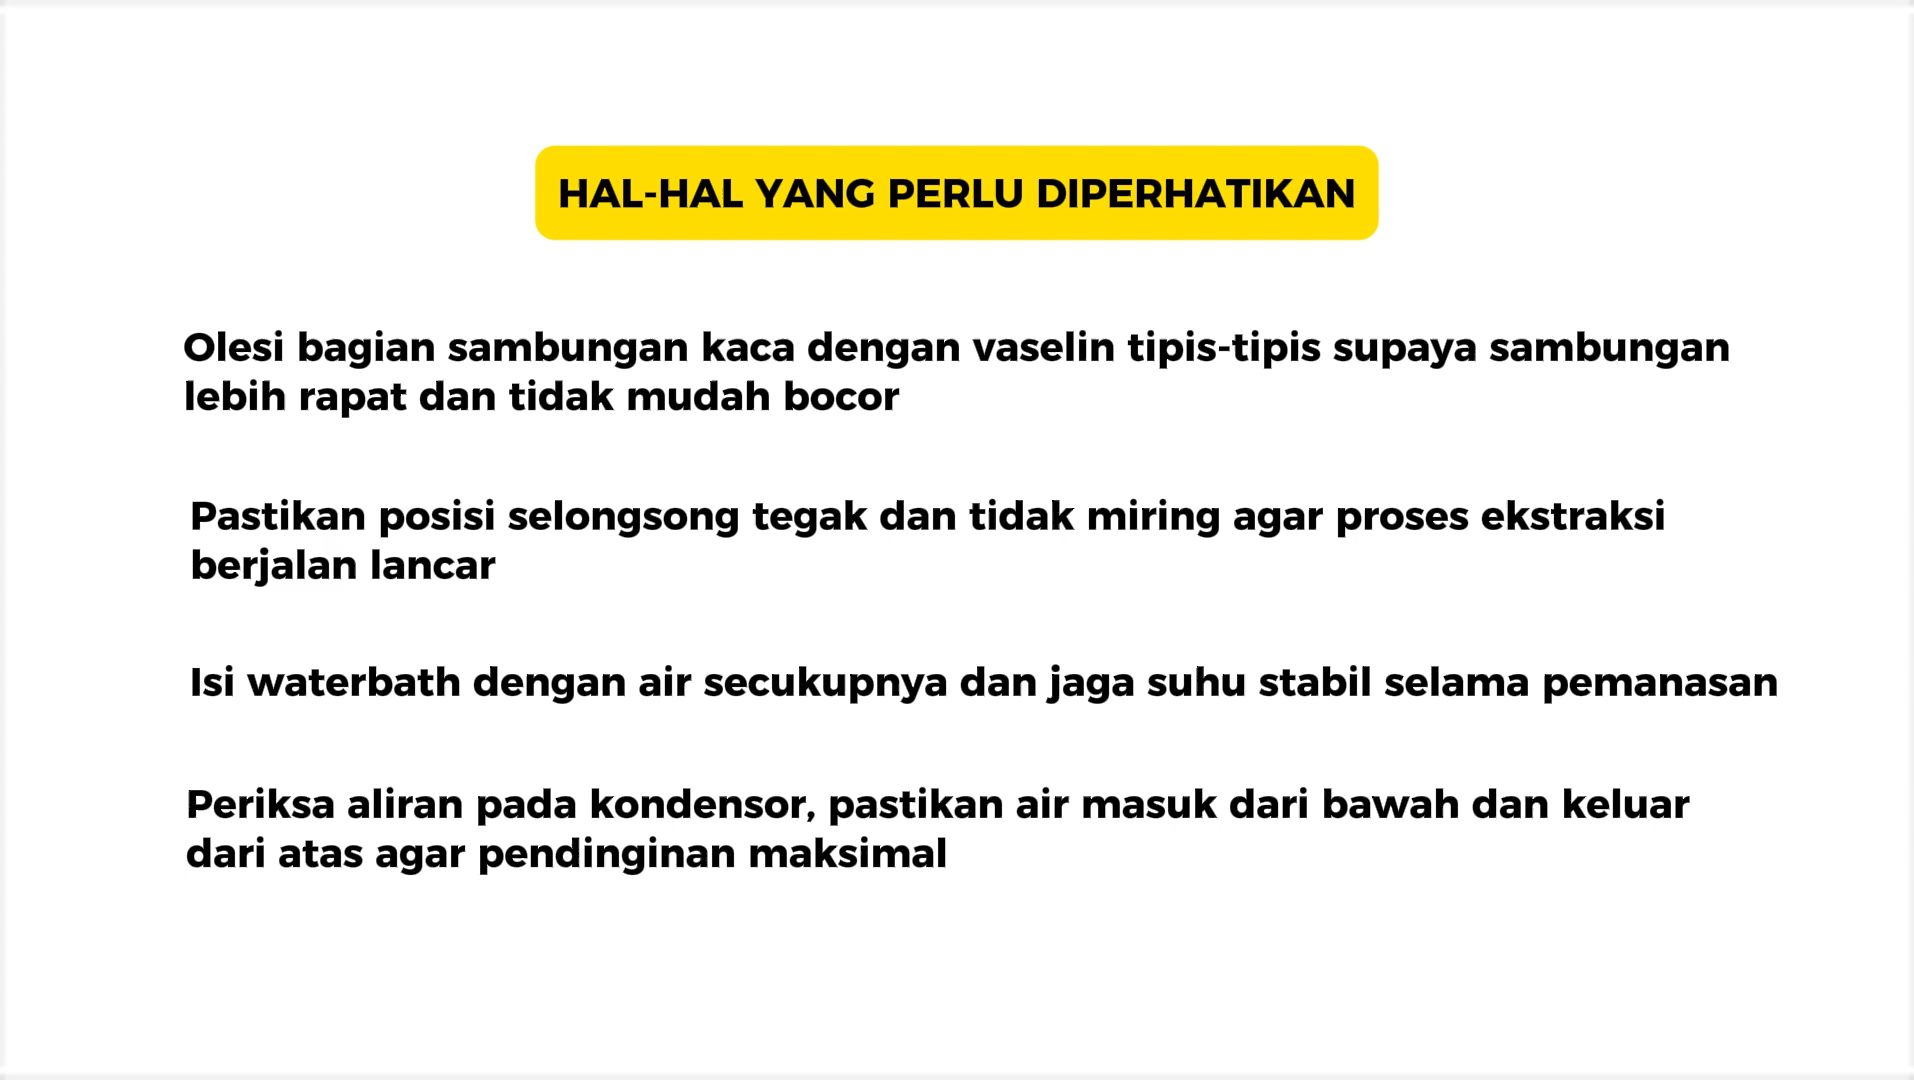 HAL-HAL YANG PERLU DIPERHATIKAN
Olesi bagian sambungan kaca dengan vaselin tipis-tipis supaya sambungan
lebih rapat dan tidak mudah bocor
Pastikan posisi selongsong tegak dan tidak miring agar proses ekstraksi
berjalan lancar
Isi waterbath dengan air secukupnya dan jaga suhu stabil selama pemanasan
Periksa aliran pada kondensor, pastikan air masuk dari bawah dan keluar
dari atas agar pendinginan maksimal